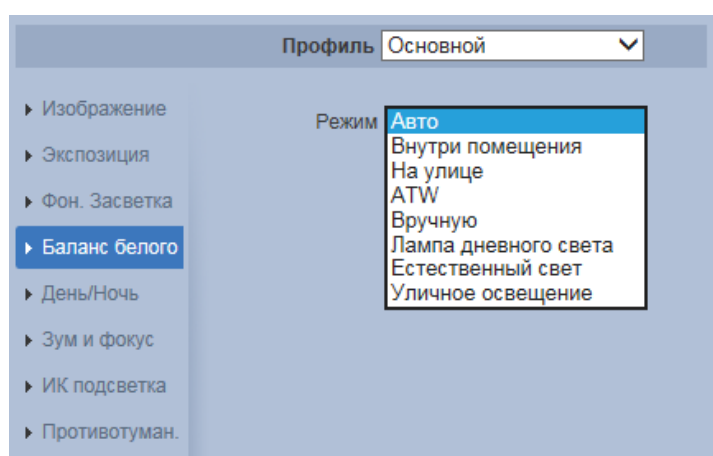 Профиль Основной
Изображение
Экспозиция
Фон. Засветка
Баланс белого
День/Ночь
Зум и фокус
ИК подсветка
Противотуман.
Режим Авто
Внутри помещения
На улице
ATW
Вручную
Лампа дневного света
Естественный свет
Уличное освещение